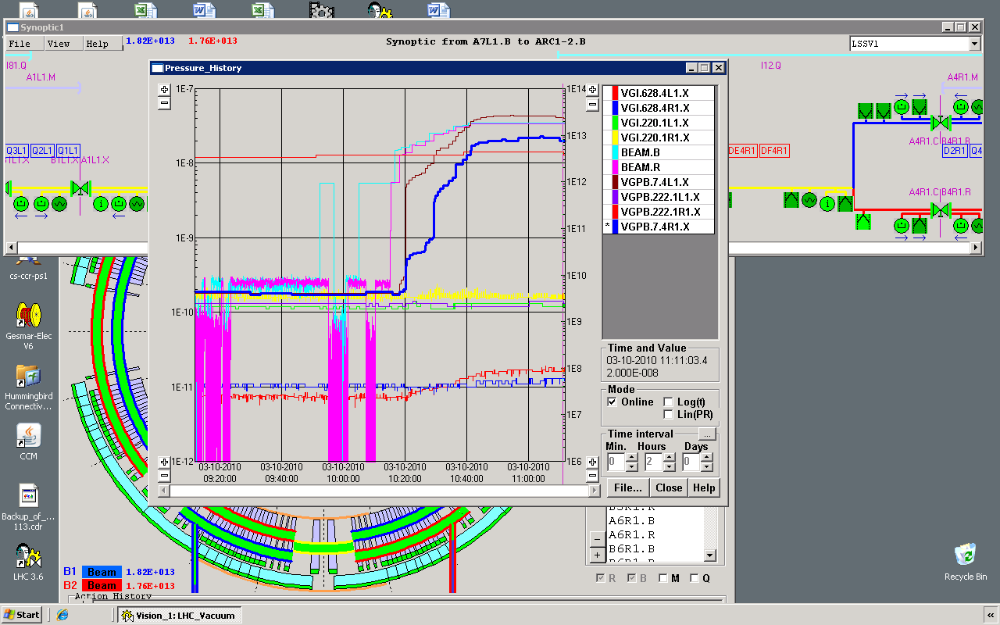 Synoptic1
File View Help 1.82E+013 1.76E+013 Synoptic from A7L1.B to ARC1-2.B LSSV1
I81.Q I12.Q
A1L1.M A4R1.M
Pressure_History
1E-7
1E-8
1E-9
1E-10
1E-11
1E-12
1E14
1E13
1E12
1E11
1E10
1E9
1E8
1E7
1E6
03-10-2010 03-10-2010 03-10-2010 03-10-2010 03-10-2010 03-10-2010
09:20:00 09:40:00 10:00:00 10:20:00 10:40:00 11:00:00
VGI.628.4L1.X
VGI.628.4R1.X
VGI.220.1L1.X
VGI.220.1R1.X
BEAM.B
BEAM.R
VGPB.7.4L1.X
VGPB.222.1L1.X
VGPB.222.1R1.X
* VGPB.7.4R1.X
Time and Value
03-10-2010 11:11:03.4
2.000E-008
Mode
Online Log(t)
Lin(PR)
Time interval ...
Min. Hours Days
0 2 0
File... Close Help
Q3L1 Q2L1 Q1L1
B1L1.X A1L1.X
DF4R1
A4R1.C B4R1.R
D2R1 Q4
A4R1.C B4R1.R
cs-ccr-ps1
Gesmar-Elec
V6
Hummingbird
Connectiv...
CCM
Backup_of_...
113.cdr
LHC 3.6
A6R1.B
A6R1.R
B6R1.B
R B M Q
B1 Beam 1.82E+013
B2 Beam 1.76E+013
Action History
Recycle Bin
Start Vision_1: LHC_Vacuum «